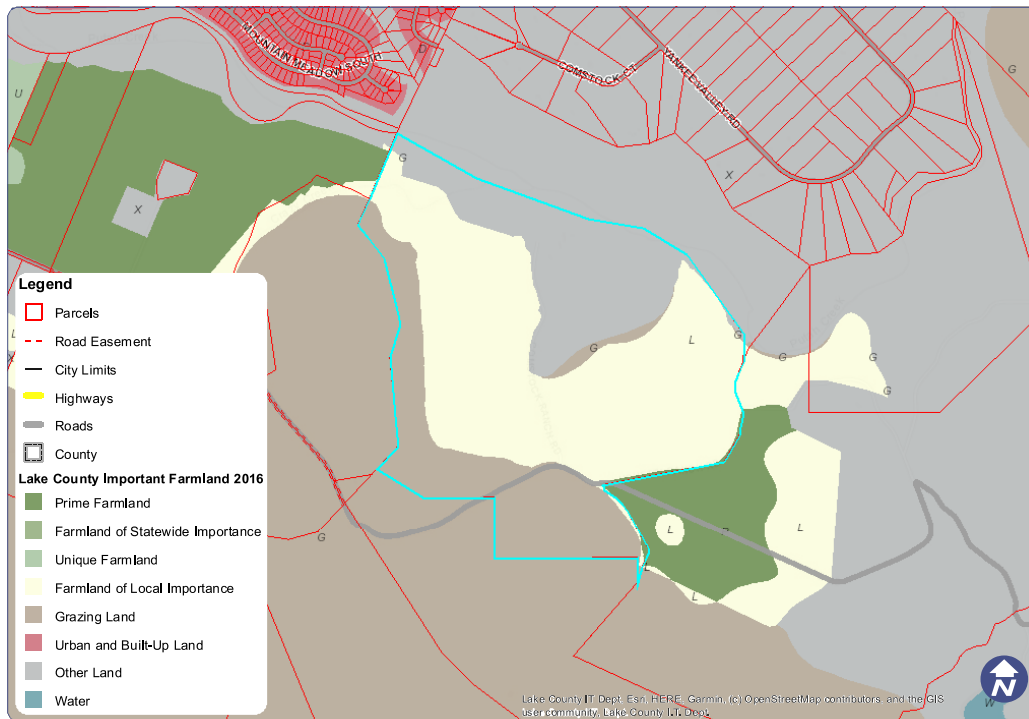 MOUNTAIN MEADOW SOUTH
D
COMSTOCK CT
YANKEE VALLEY RD
G
U
G
X
X
Legend
Parcels
Road Easement
City Limits
Highways
Roads
County
Lake County Important Farmland 2016
Prime Farmland
Farmland of Statewide Importance
Unique Farmland
Farmland of Local Importance
Grazing Land
Urban and Built-Up Land
Other Land
Water
L
X
G
G
L
G
G
G
G
L
P
L
G
L
L
W
N
Lake County IT Dept, Esri, HERE, Garmin, (c) OpenStreetMap contributors, and the GIS
user community, Lake County I.T. Dept.